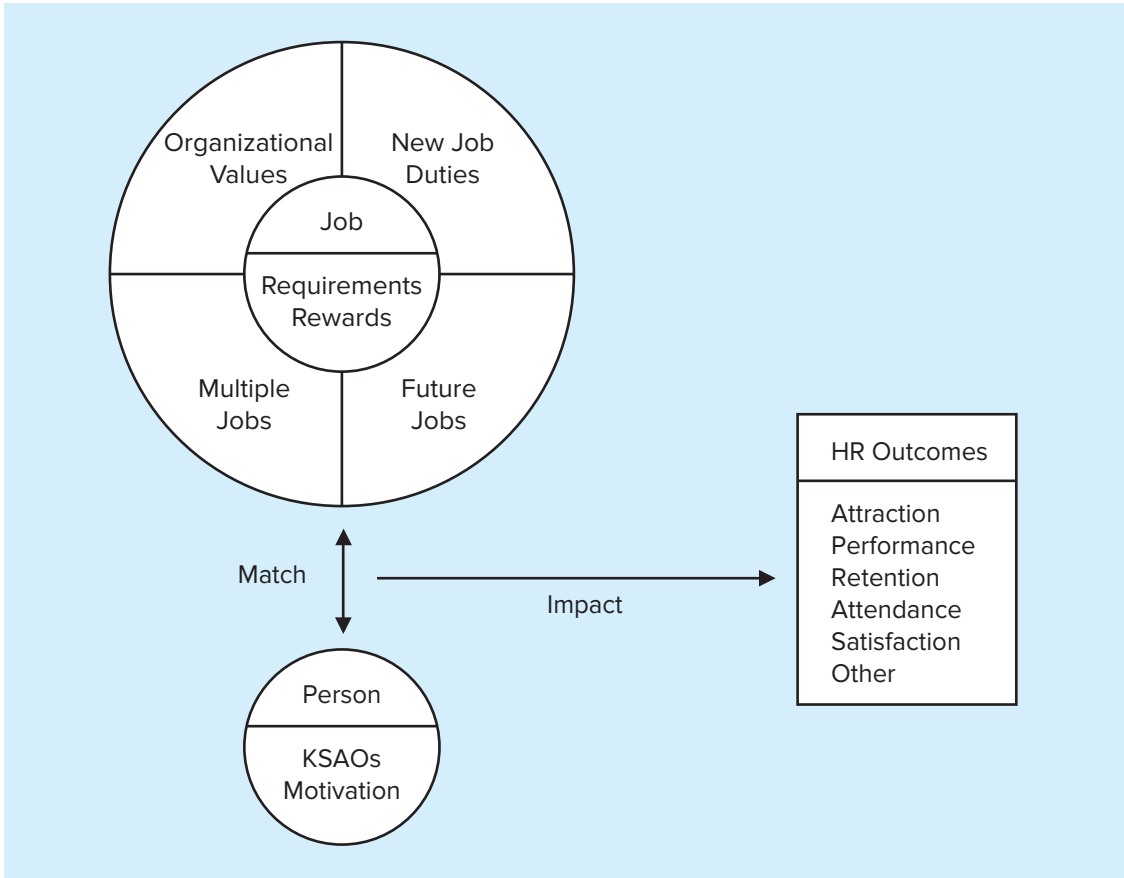 Organizational
Values
New Job
Duties
Job
Requirements
Rewards
Multiple
Jobs
Future
Jobs
Match
Impact
HR Outcomes
Attraction
Performance
Retention
Attendance
Satisfaction
Other
Person
KSAOs
Motivation